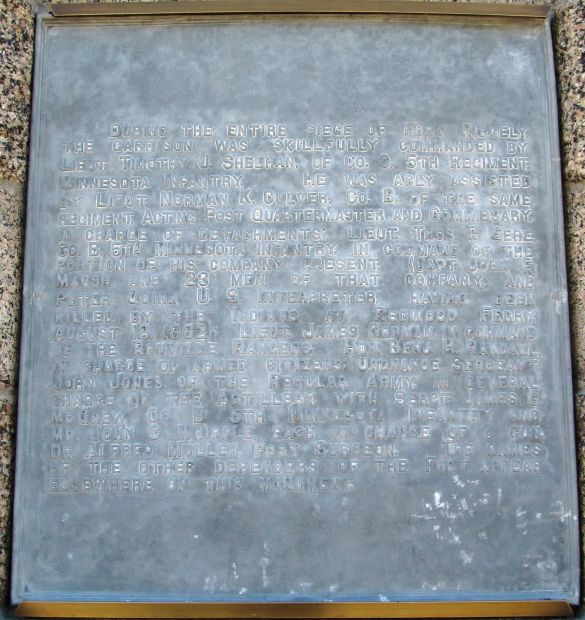 DURING THE ENTIRE SIEGE OF FORT RIDGELY
THE GARRISON WAS SKILLFULLY COMMANDED BY
LIEUT TIMOTHY J. SHEEHAN, OF CO. C, 5TH REGIMENT
MINNESOTA INFANTRY. HE WAS ABLY ASSISTED
BY: LIEUT NORMAN K. CULVER, CO. B, OF THE SAME
REGIMENT ACTING POST QUARTERMASTER AND COMMISSARY.
IN CHARGE OF DETACHMENTS: LIEUT THOS. P. GERE
CO. B, 5TH MINNESOTA INFANTRY, IN COMMAND OF THE
PORTION OF HIS COMPANY PRESENT (CAPT. JOHN S.
MARSH AND 23 MEN OF THAT COMPANY, AND
PETER QUINN, U. S. INTERPRETER, HAVING BEEN
KILLED BY THE INDIANS AT REDWOOD FERRY,
AUGUST 18, 1862); LIEUT JAMES GORMAN, IN COMMAND
OF THE RENVILLE RANGERS; HON. BENJ. H. RANDALL,
IN CHARGE OF ARMED CITIZENS; ORDNANCE SERGEANT
JOHN JONES, OF THE REGULAR ARMY, IN GENERAL
CHARGE OF THE ARTILLERY, WITH SERGT. JAMES G.
MCGREW, CO. B, 5TH MINNESOTA INFANTRY, AND
MR. JOHN C. WHIPPLE EACH IN CHARGE OF A GUN.
DR. ALFRED MULLER, POST SURGEON. THE NAMES
OF THE OTHER DEFENDERS OF THE FORT APPEAR
ELSEWHERE ON THIS MONUMENT.